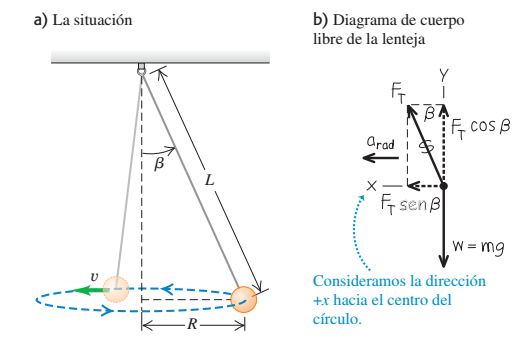 a) La situación
β
L
v
R
b) Diagrama de cuerpo
libre de la lenteja
Y
F_T
β
F_T cos β
a_rad
X
F_T sen β
w = mg
Consideramos la dirección
+x hacia el centro del
círculo.